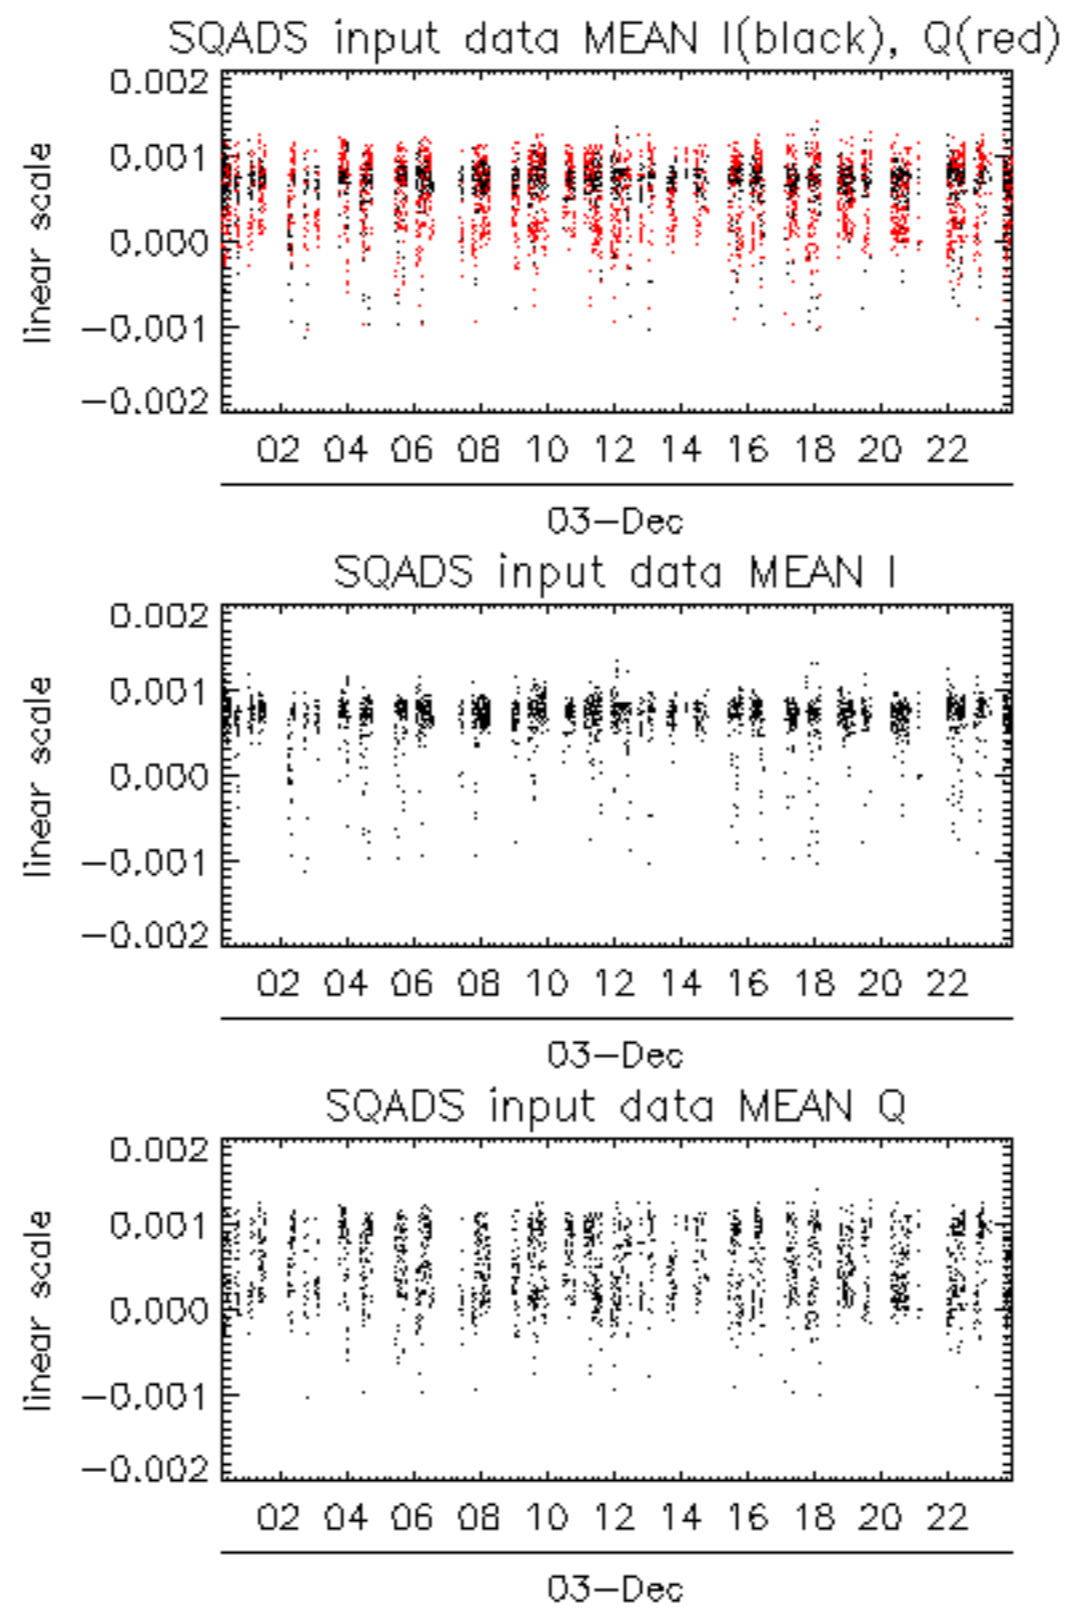 SQADS input data MEAN I(black), Q(red)
0.002
0.001
0.000
−0.001
−0.002
linear scale
02 04 06 08 10 12 14 16 18 20 22
03−Dec
SQADS input data MEAN I
0.002
0.001
0.000
−0.001
−0.002
linear scale
02 04 06 08 10 12 14 16 18 20 22
03−Dec
SQADS input data MEAN Q
0.002
0.001
0.000
−0.001
−0.002
linear scale
02 04 06 08 10 12 14 16 18 20 22
03−Dec